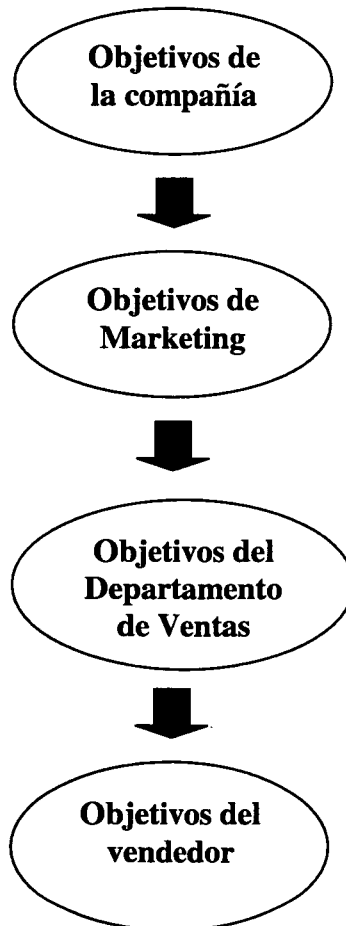 Objetivos de
la compañía
Objetivos de
Marketing
Objetivos del
Departamento
de Ventas
Objetivos del
vendedor